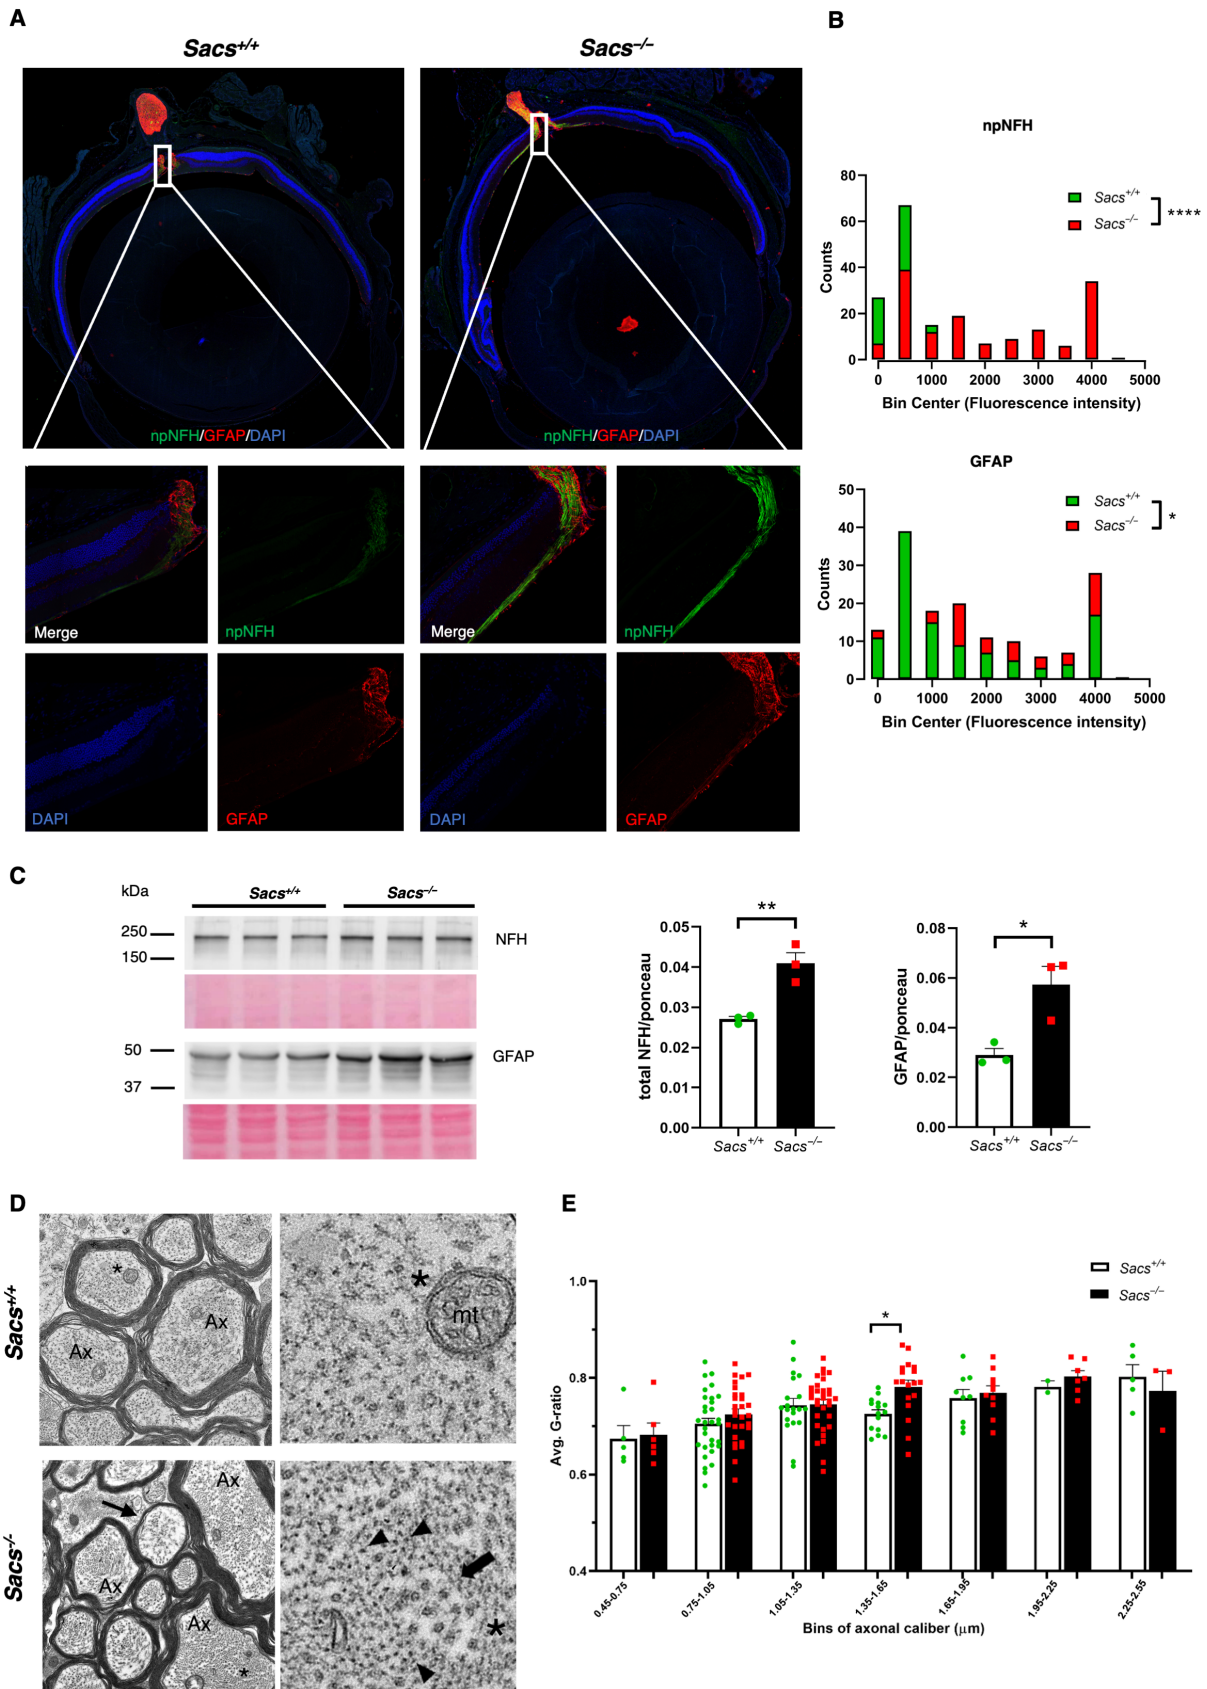 A
Sacs+/+
Sacs–/–
npNFH/GFAP/DAPI
npNFH/GFAP/DAPI
Merge
npNFH
Merge
npNFH
DAPI
GFAP
DAPI
GFAP
B
npNFH
Sacs+/+
Sacs–/–
****
80
60
40
20
0
Counts
0 1000 2000 3000 4000 5000
Bin Center (Fluorescence intensity)
GFAP
Sacs+/+
Sacs–/–
*
50
40
30
20
10
0
Counts
0 1000 2000 3000 4000 5000
Bin Center (Fluorescence intensity)
C
kDa
Sacs+/+
Sacs–/–
250
150
NFH
50
37
GFAP
**
0.05
0.04
0.03
0.02
0.01
0.00
total NFH/ponceau
Sacs+/+ Sacs–/–
*
0.08
0.06
0.04
0.02
0.00
GFAP/ponceau
Sacs+/+ Sacs–/–
D
Sacs+/+
*
Ax
Ax
*
mt
Sacs-/-
Ax
Ax
Ax
*
*
E
Sacs+/+
Sacs–/–
*
1.0
0.8
0.6
0.4
Avg. G-ratio
0.45-0.75
0.75-1.05
1.05-1.35
1.35-1.65
1.65-1.95
1.95-2.25
2.25-2.55
Bins of axonal caliber (μm)